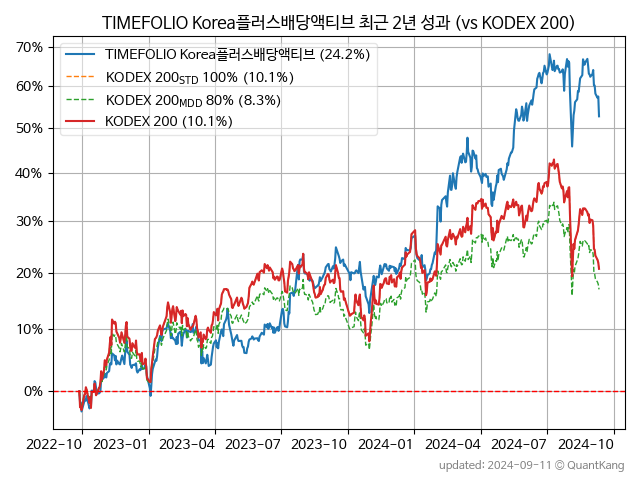 TIMEFOLIO Korea플러스배당액티브 최근 2년 성과 (vs KODEX 200)
TIMEFOLIO Korea플러스배당액티브 (24.2%)
KODEX 200STD 100% (10.1%)
KODEX 200MDD 80% (8.3%)
KODEX 200 (10.1%)
70%
60%
50%
40%
30%
20%
10%
0%
2022-10 2023-01 2023-04 2023-07 2023-10 2024-01 2024-04 2024-07 2024-10
updated: 2024-09-11 © QuantKang